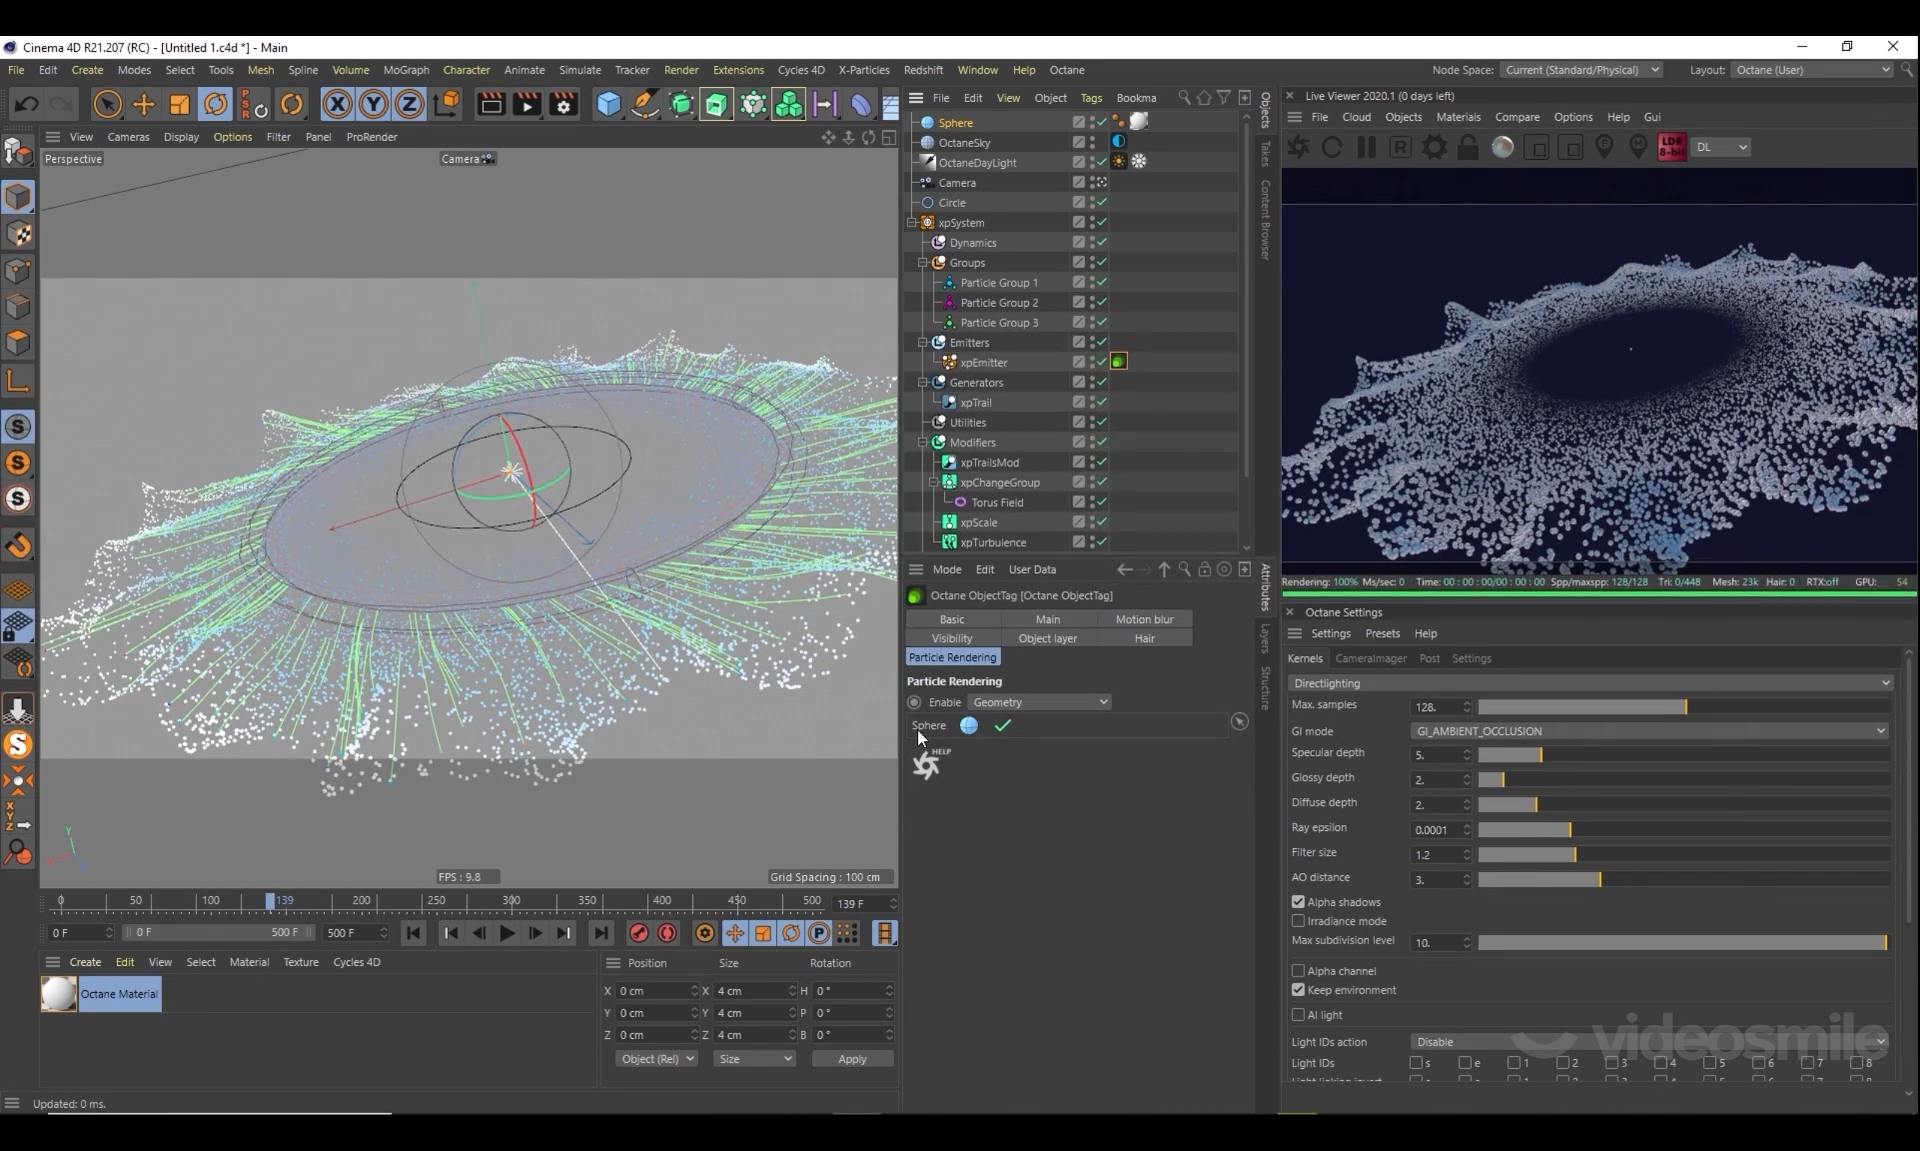 Cinema 4D R21.207 (RC) - [Untitled 1.c4d *] - Main
File Edit Create Modes Select Tools Mesh Spline Volume MoGraph Character Animate Simulate Tracker Render Extensions Cycles 4D X-Particles Redshift Window Help Octane
Node Space: Current (Standard/Physical) Layout: Octane (User)
X Y Z PSR
View Cameras Display Options Filter Panel ProRender
Perspective
Camera
FPS : 9.8
Grid Spacing : 100 cm
0 50 100 139 200 250 300 350 400 450 500 139 F
0 F 0 F 500 F 500 F
Create Edit View Select Material Texture Cycles 4D
Octane Material
Position Size Rotation
X 0 cm X 4 cm H 0 °
Y 0 cm Y 4 cm P 0 °
Z 0 cm Z 4 cm B 0 °
Object (Rel) Size Apply
Updated: 0 ms.
File Edit View Object Tags Bookma
Sphere
OctaneSky
OctaneDayLight
Camera
Circle
xpSystem
Dynamics
Groups
Particle Group 1
Particle Group 2
Particle Group 3
Emitters
xpEmitter
Generators
xpTrail
Utilities
Modifiers
xpTrailsMod
xpChangeGroup
Torus Field
xpScale
xpTurbulence
Objects
Takes
Content Browser
Mode Edit User Data
Octane ObjectTag [Octane ObjectTag]
Basic Main Motion blur
Visibility Object layer Hair
Particle Rendering
Particle Rendering
Enable Geometry
Sphere
HELP
Attributes
Layers
Structure
Live Viewer 2020.1 (0 days left)
File Cloud Objects Materials Compare Options Help Gui
LDR
8-bit
DL
Rendering: 100% Ms/sec: 0 Time: 00 : 00 : 00/00 : 00 : 00 Spp/maxspp: 128/128 Tri: 0/448 Mesh: 23k Hair: 0 RTX:off GPU: 54
Octane Settings
Settings Presets Help
Kernels CameraImager Post Settings
Directlighting
Max. samples 128.
GI mode GI_AMBIENT_OCCLUSION
Specular depth 5.
Glossy depth 2.
Diffuse depth 2.
Ray epsilon 0.0001
Filter size 1.2
AO distance 3.
Alpha shadows
Irradiance mode
Max subdivision level 10.
Alpha channel
Keep environment
AI light
Light IDs action Disable
Light IDs s e 1 2 3 4 5 6 7 8
videosmile